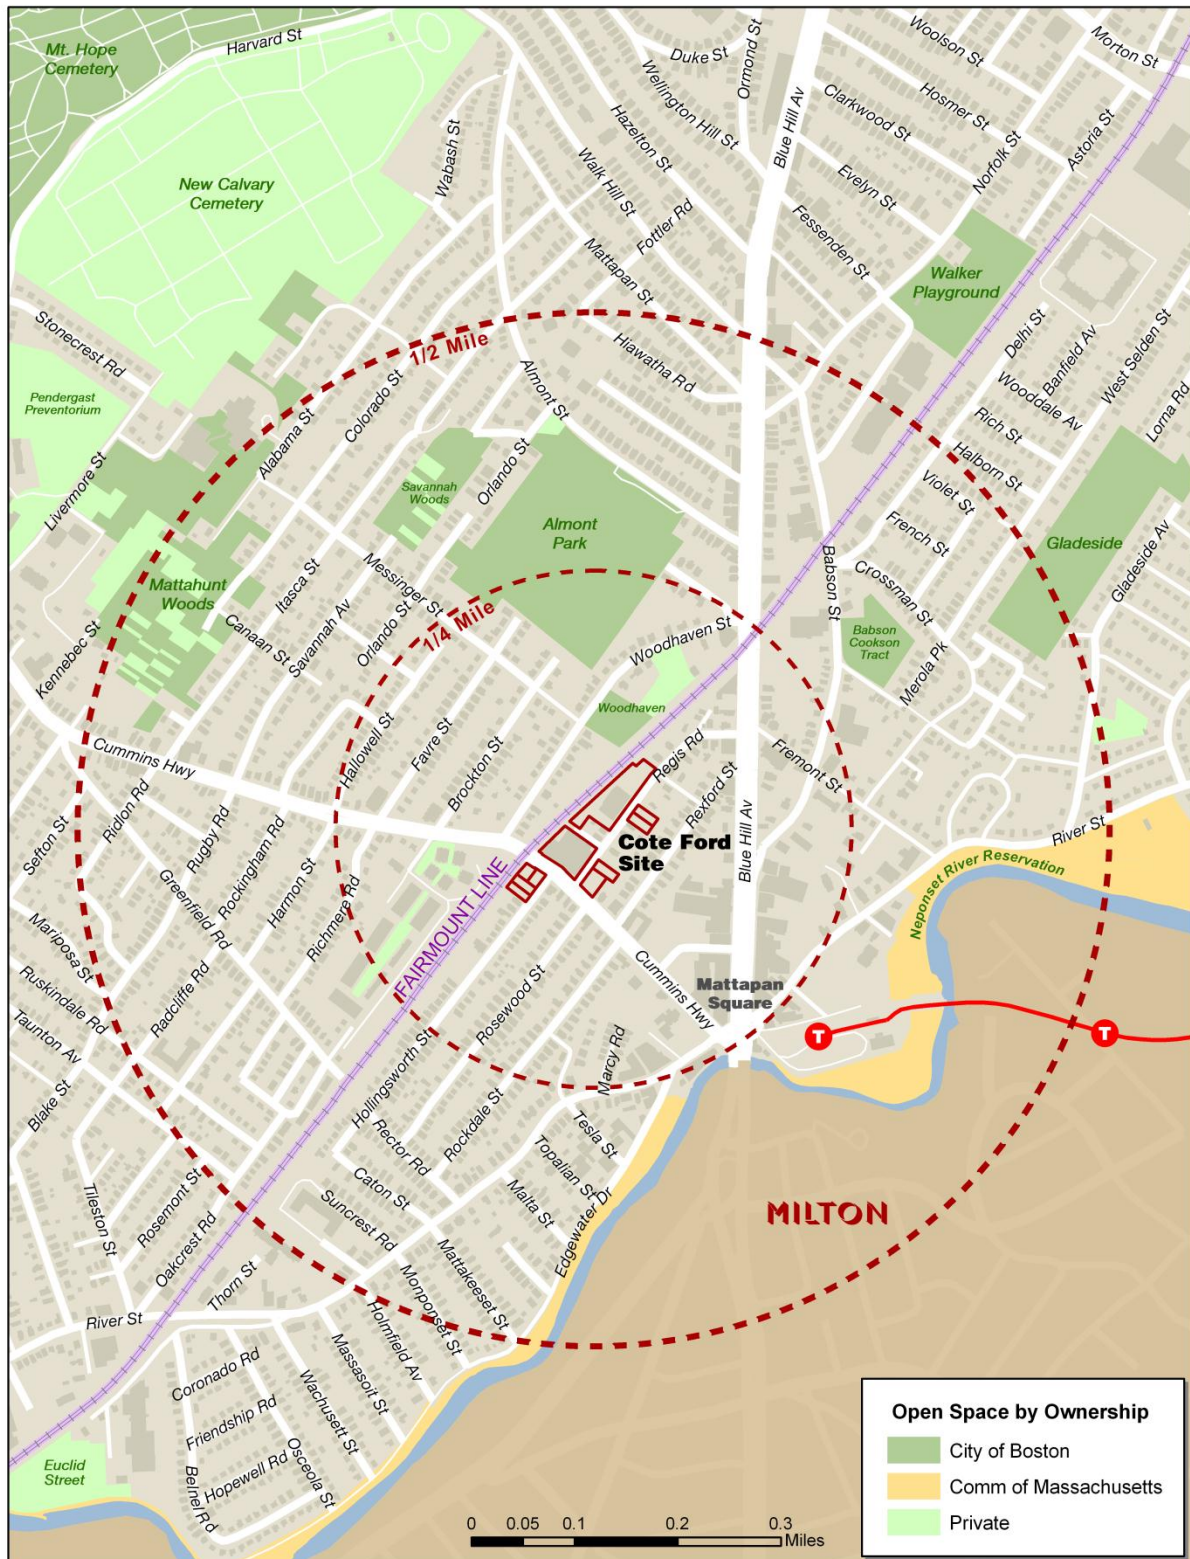 Mt. Hope
Cemetery
Harvard St
Duke St
Ormond St
Woolson St
Morton St
Wellington Hill St
Hosmer St
Clarkwood St
Blue Hill Av
Hazelton St
Astoria St
Norfolk St
Wabash St
Walk Hill St
Evelyn St
New Calvary
Cemetery
Fottler Rd
Fessenden St
Mattapan St
Walker
Playground
Stonecrest Rd
1/2 Mile
Hiawatha Rd
Delhi St
Banfield Av
West Selden St
Colorado St
Almont St
Wooddale Av
Lorna Rd
Pendergast
Preventorium
Alabama St
Rich St
Orlando St
Halborn St
Livermore St
Savannah
Woods
Violet St
Almont
Park
French St
Gladeside
Gladeside Av
Babson St
Mattahunt
Woods
Itasca St
Messinger St
Crossman St
Canaan St
Savannah Av
Orlando St
1/4 Mile
Woodhaven St
Babson
Cookson
Tract
Kennebec St
Merola Pk
Woodhaven
Hallowell St
Favre St
Brockton St
Regis Rd
Fremont St
Cummins Hwy
Rexford St
Sefton St
Ridlon Rd
Rugby Rd
Rockingham Rd
Cote Ford
Site
Blue Hill Av
River St
Greenfield Rd
Harmon St
Richmere Rd
Neponset River Reservation
Mariposa St
FAIRMOUNT LINE
Ruskindale Rd
Radcliffe Rd
Rosewood St
Cummins Hwy
Mattapan
Square
Taunton Av
T
T
Hollingsworth St
Marcy Rd
Blake St
Rockdale St
Rector Rd
Tesla St
Caton St
Topalian St
Tileston St
Rosemont St
Suncrest Rd
Malta St
Edgewater Dr
MILTON
Oakcrest Rd
Mattakeeset St
Thorn St
Monponset St
River St
Holmfield Av
Massasoit St
Coronado Rd
Wachusett St
Friendship Rd
Osceola St
Hopewell Rd
Belnel Rd
Euclid
Street
Open Space by Ownership
City of Boston
Comm of Massachusetts
Private
0 0.05 0.1 0.2 0.3
Miles